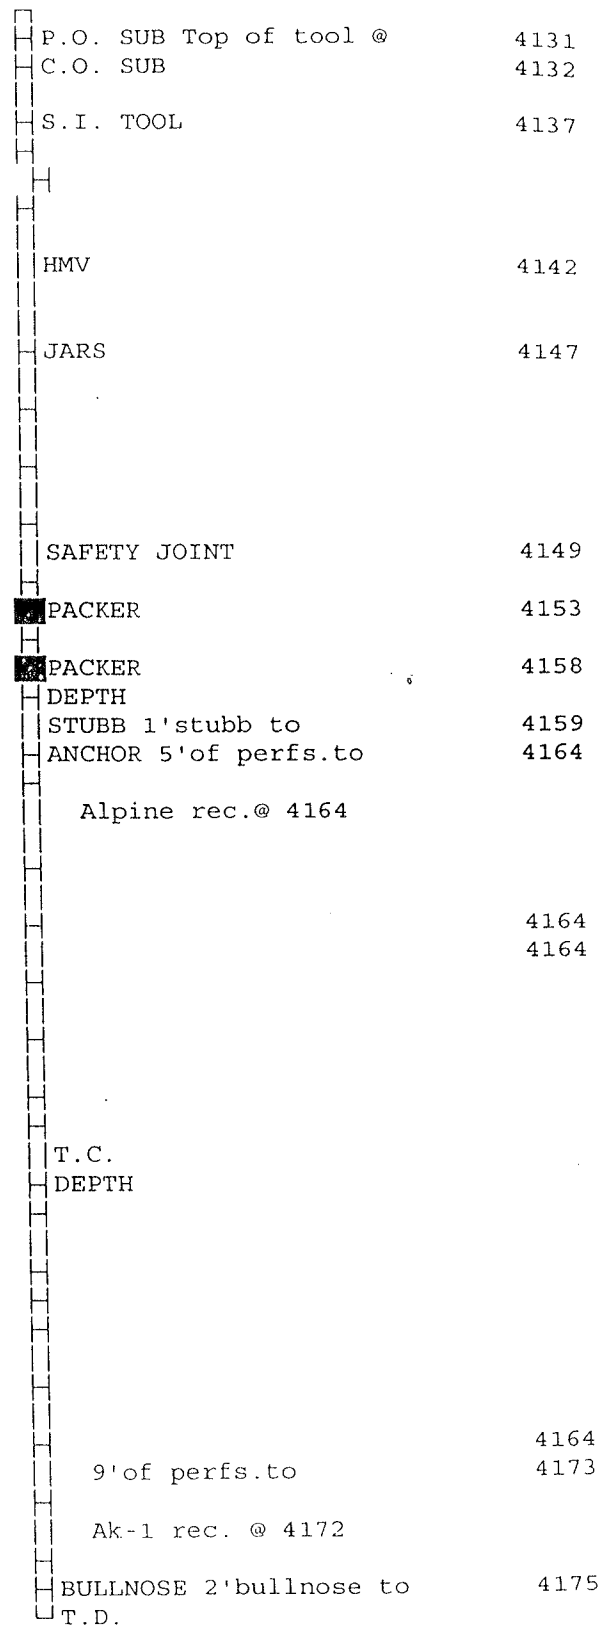 P.O. SUB Top of tool @ 4131
C.O. SUB 4132
S.I. TOOL 4137
HMV 4142
JARS 4147
SAFETY JOINT 4149
PACKER 4153
PACKER 4158
DEPTH
STUBB 1'stubb to 4159
ANCHOR 5'of perfs.to 4164
Alpine rec.@ 4164
4164
4164
T.C.
DEPTH
4164
9'of perfs.to 4173
Ak-1 rec. @ 4172
BULLNOSE 2'bullnose to 4175
T.D.